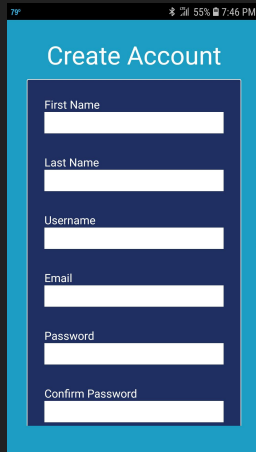 79° 55% 7:46 PM
Create Account
First Name
Last Name
Username
Email
Password
Confirm Password